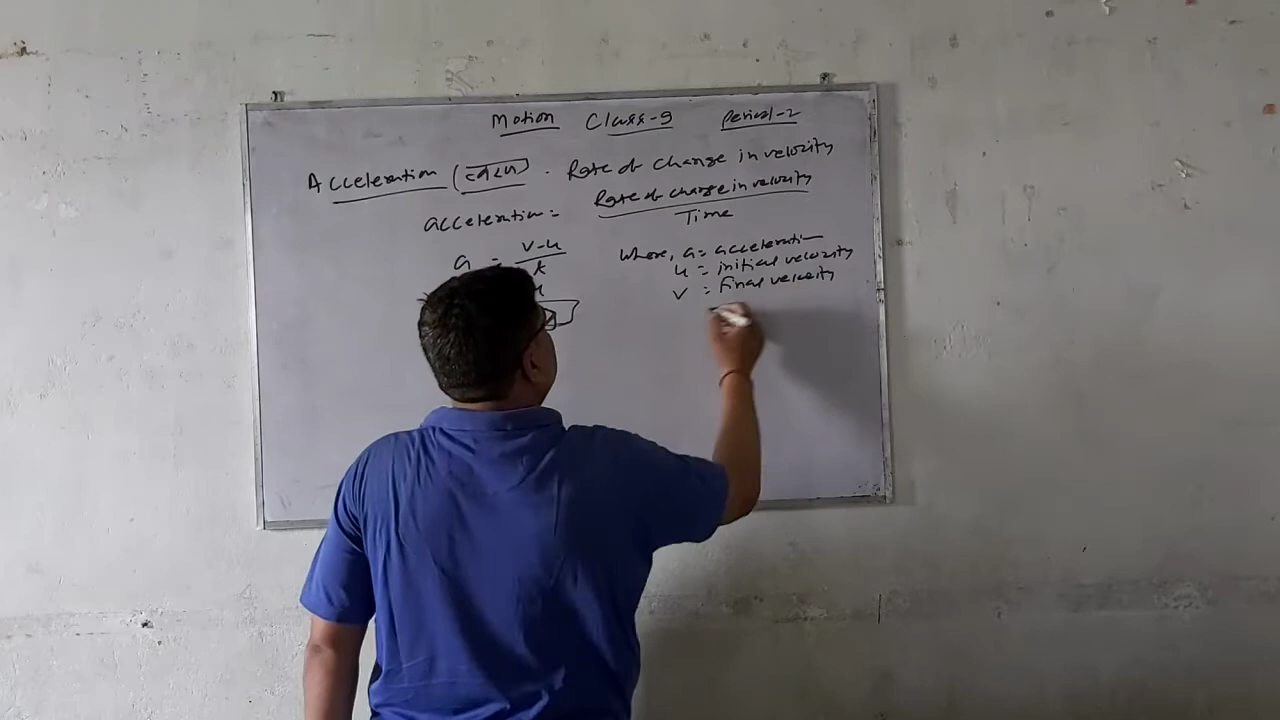 Motion Class-9 Period-2
Acceleration (त्वरण) - Rate of change in velocity
acceleration = Rate of change in velocity
Time
a = v-u
t
Where, a = acceleration
u = initial velocity
v = final velocity